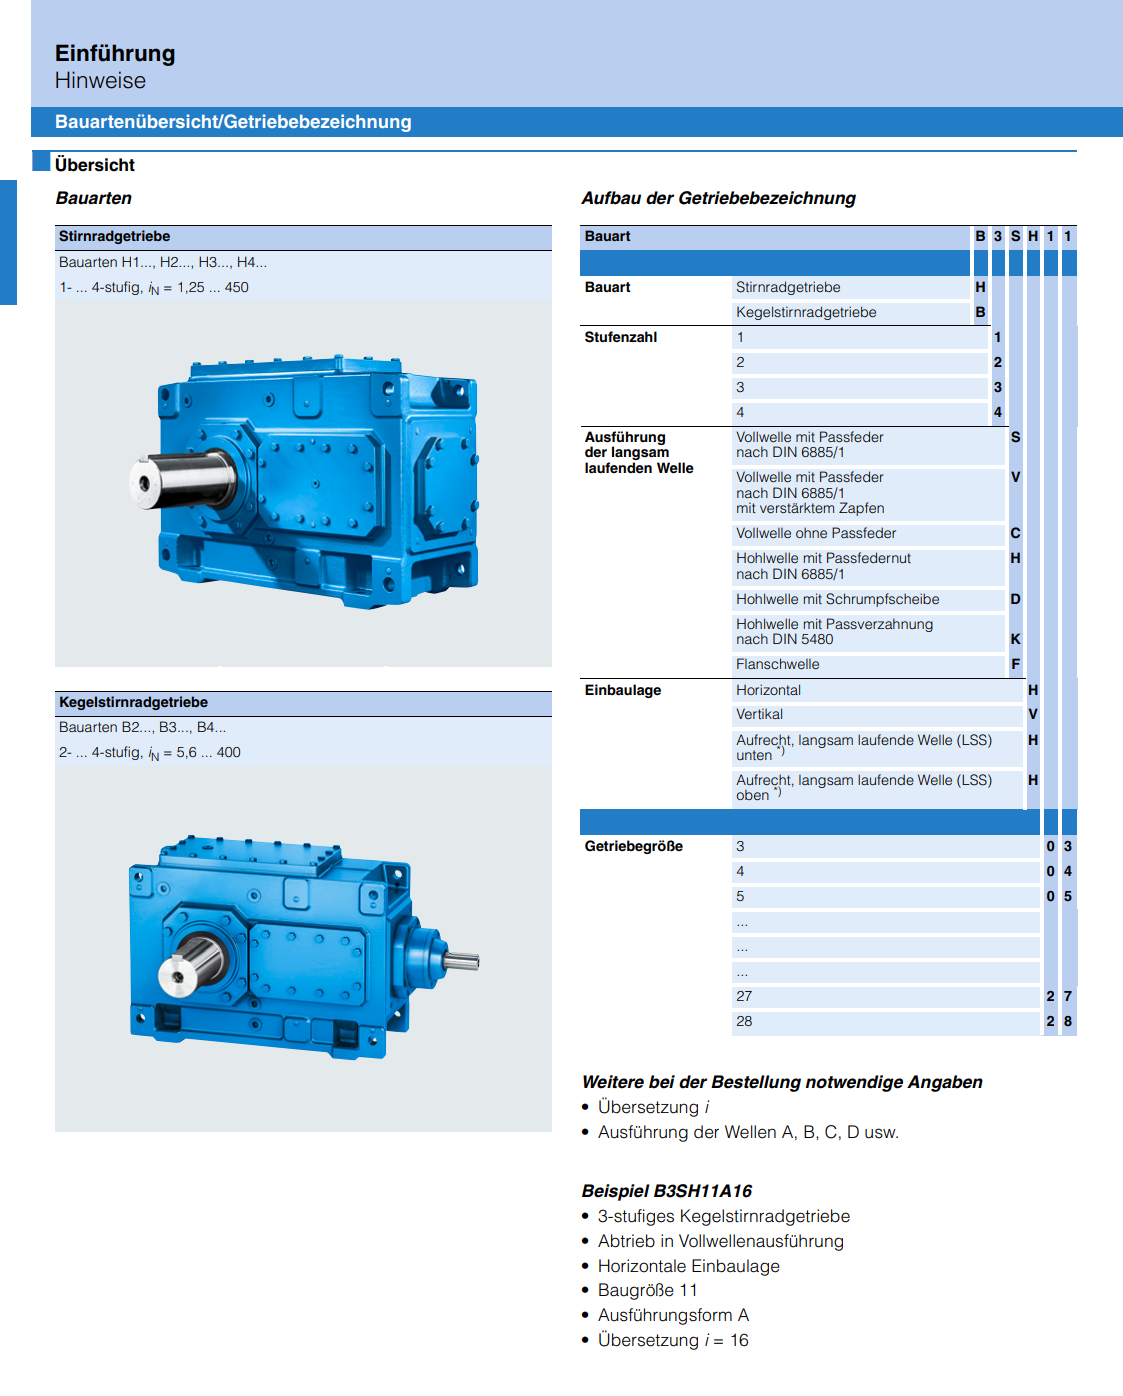 Einführung
Hinweise
Bauartenübersicht/Getriebebezeichnung
Übersicht
Bauarten
Stirnradgetriebe
Bauarten H1..., H2..., H3..., H4...
1- ... 4-stufig, iN = 1,25 ... 450
Kegelstirnradgetriebe
Bauarten B2..., B3..., B4...
2- ... 4-stufig, iN = 5,6 ... 400
Aufbau der Getriebebezeichnung
Bauart B 3 S H 1 1
Bauart Stirnradgetriebe H
Kegelstirnradgetriebe B
Stufenzahl 1 1
2 2
3 3
4 4
Ausführung der langsam laufenden Welle Vollwelle mit Passfeder S
nach DIN 6885/1
Vollwelle mit Passfeder V
nach DIN 6885/1
mit verstärktem Zapfen
Vollwelle ohne Passfeder C
Hohlwelle mit Passfedernut H
nach DIN 6885/1
Hohlwelle mit Schrumpfscheibe D
Hohlwelle mit Passverzahnung
nach DIN 5480 K
Flanschwelle F
Einbaulage Horizontal H
Vertikal V
Aufrecht, langsam laufende Welle (LSS) H
unten *)
Aufrecht, langsam laufende Welle (LSS) H
oben *)
Getriebegröße 3 0 3
4 0 4
5 0 5
...
...
...
27 2 7
28 2 8
Weitere bei der Bestellung notwendige Angaben
• Übersetzung i
• Ausführung der Wellen A, B, C, D usw.
Beispiel B3SH11A16
• 3-stufiges Kegelstirnradgetriebe
• Abtrieb in Vollwellenausführung
• Horizontale Einbaulage
• Baugröße 11
• Ausführungsform A
• Übersetzung i = 16